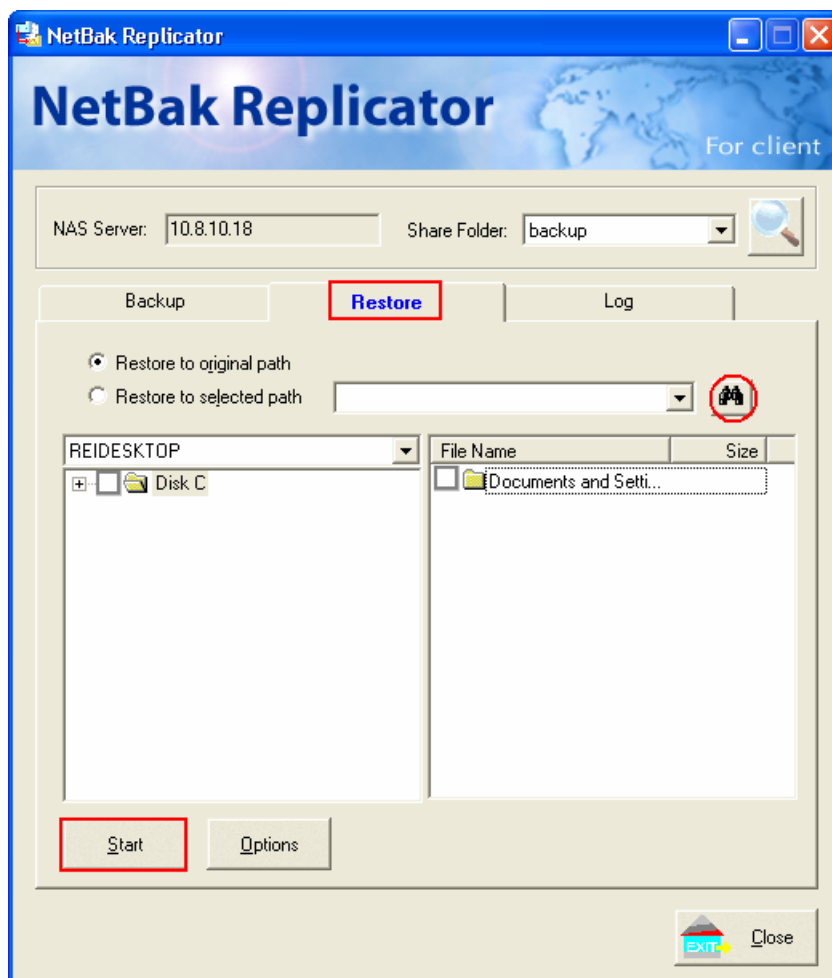 NetBak Replicator
NetBak Replicator
For client
NAS Server: 10.8.10.18 Share Folder: backup
Backup Restore Log
Restore to original path
Restore to selected path
REIDESKTOP File Name Size
Disk C Documents and Setti...
Start Options
EXIT Close